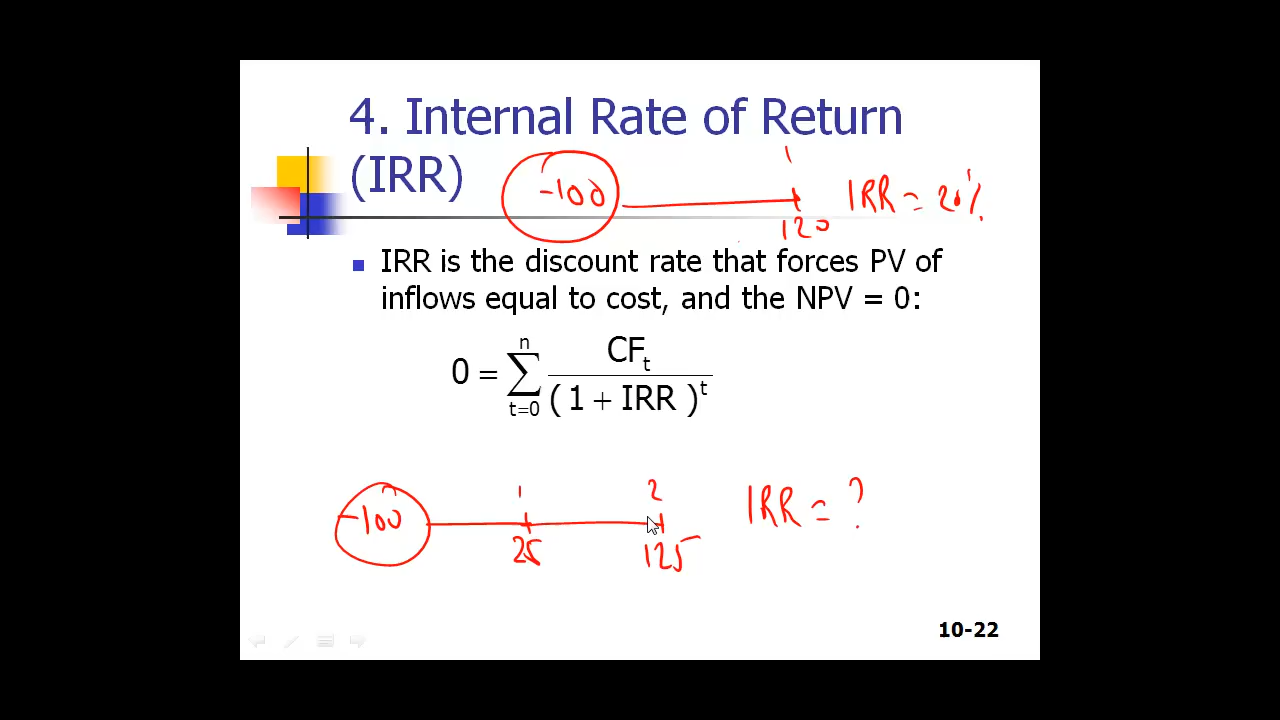 4. Internal Rate of Return
(IRR)
-100
1
120
IRR = 20%
IRR is the discount rate that forces PV of
inflows equal to cost, and the NPV = 0:
0 = n ∑ t=0 CFt / ( 1 + IRR )t
-100
1
25
2
125
IRR = ?
10-22